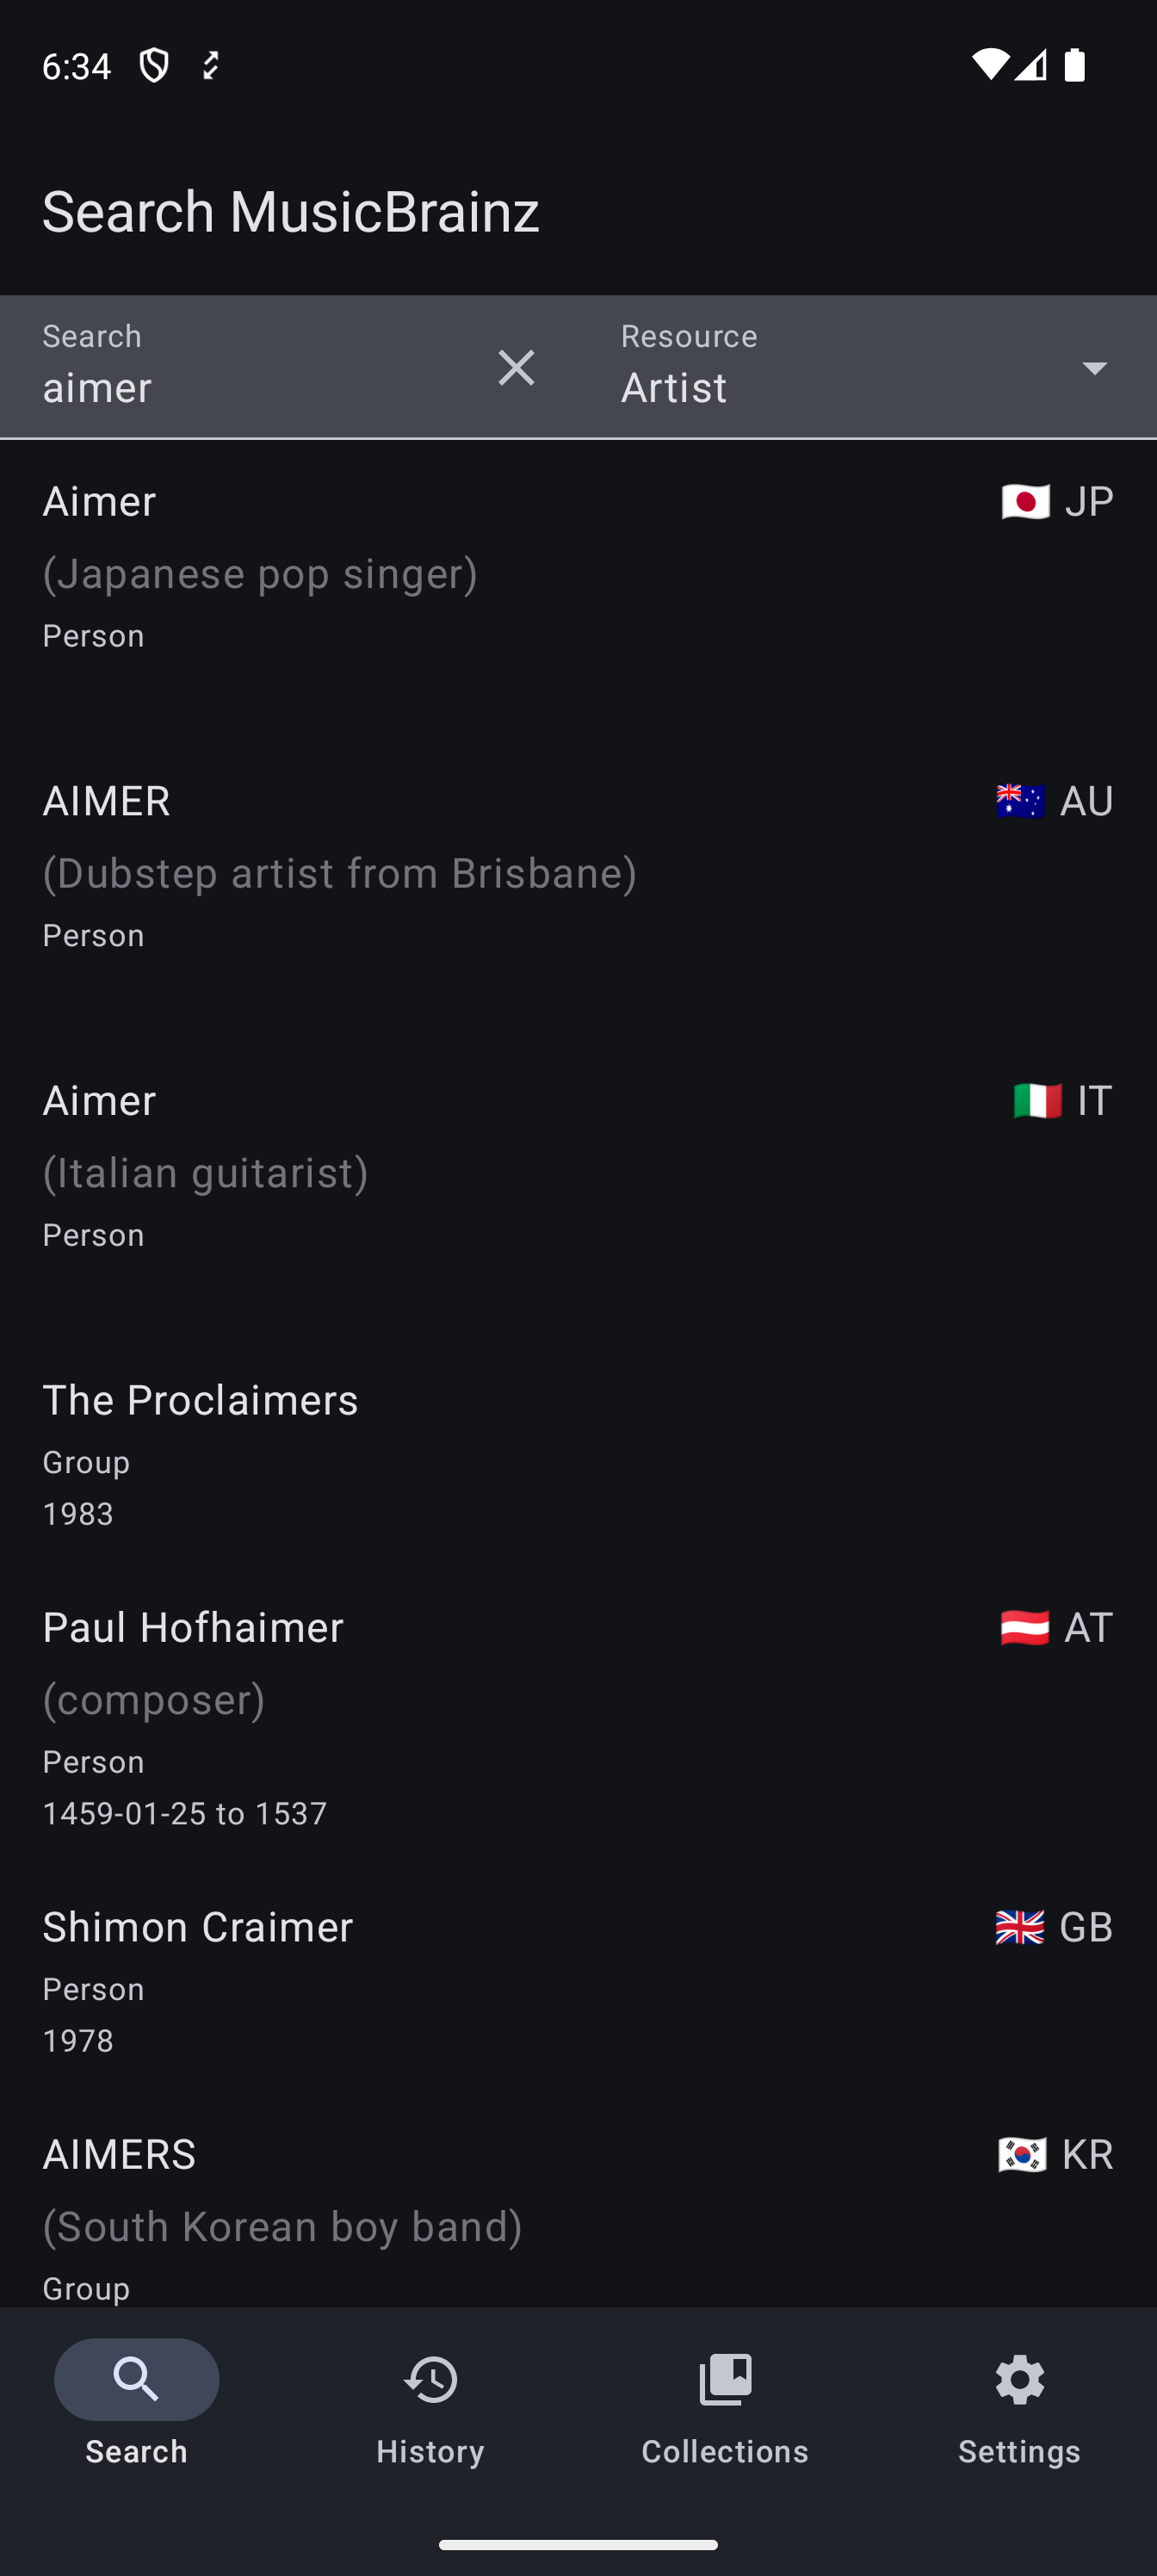 6:34
Search MusicBrainz
Search
aimer
Resource
Artist
Aimer
JP
(Japanese pop singer)
Person
AIMER
AU
(Dubstep artist from Brisbane)
Person
Aimer
IT
(Italian guitarist)
Person
The Proclaimers
Group
1983
Paul Hofhaimer
AT
(composer)
Person
1459-01-25 to 1537
Shimon Craimer
GB
Person
1978
AIMERS
KR
(South Korean boy band)
Group
Search
History
Collections
Settings